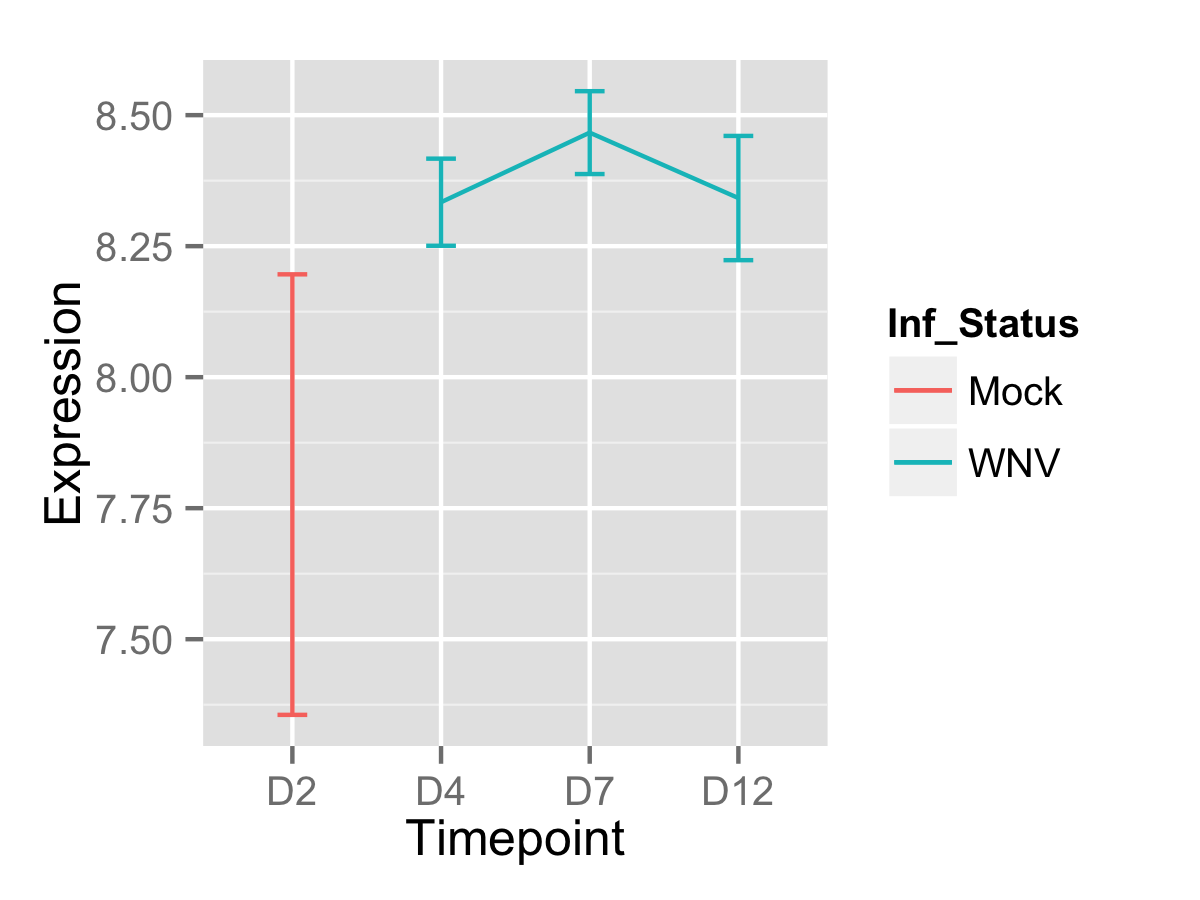 8.50
8.25
8.00
7.75
7.50
Expression
D2 D4 D7 D12
Timepoint
Inf_Status
Mock
WNV